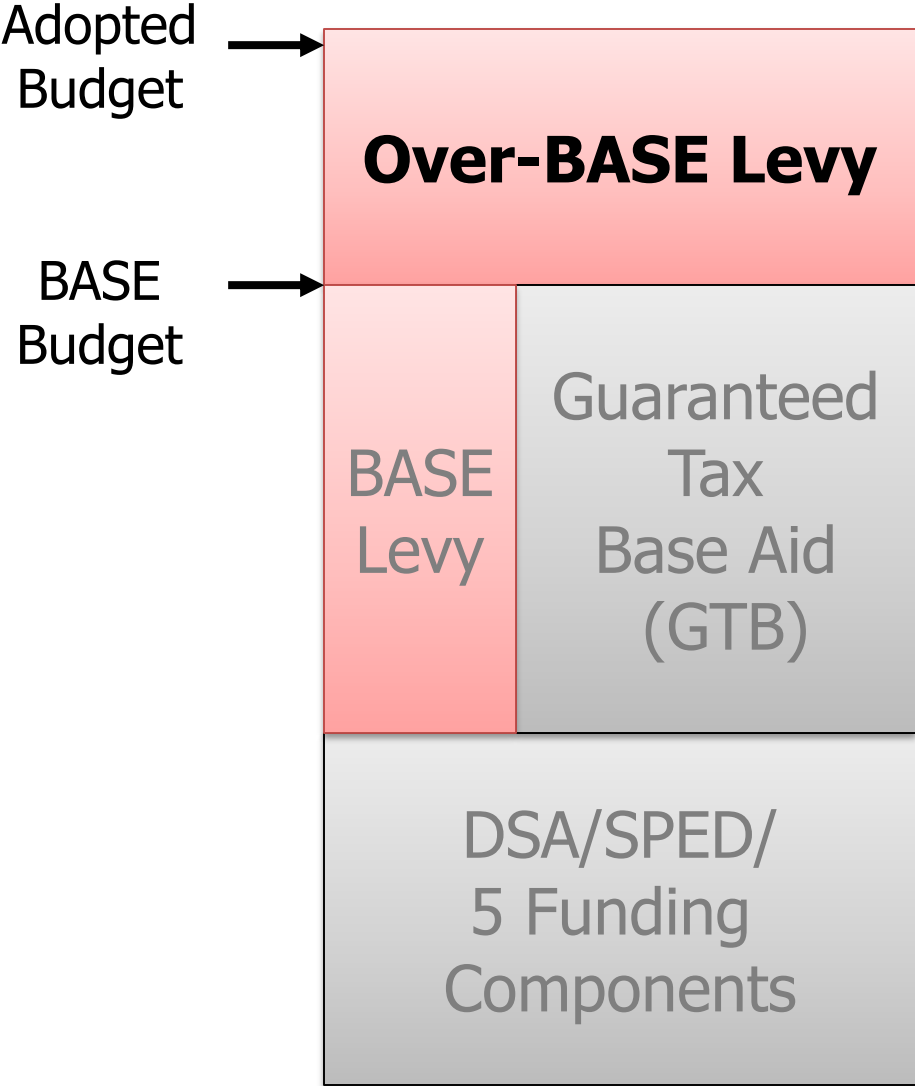 Adopted
Budget
Over-BASE Levy
BASE
Budget
BASE
Levy
Guaranteed
Tax
Base Aid
(GTB)
DSA/SPED/
5 Funding
Components